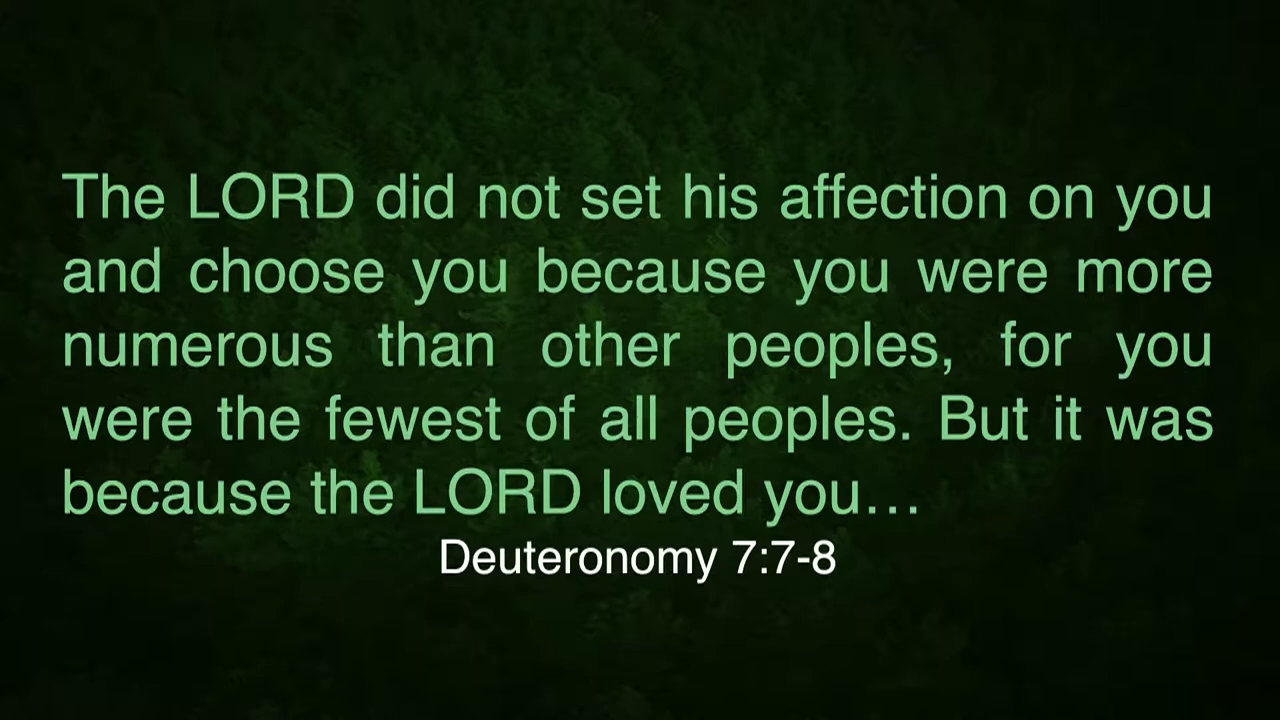 The LORD did not set his affection on you
and choose you because you were more
numerous than other peoples, for you
were the fewest of all peoples. But it was
because the LORD loved you…
Deuteronomy 7:7-8